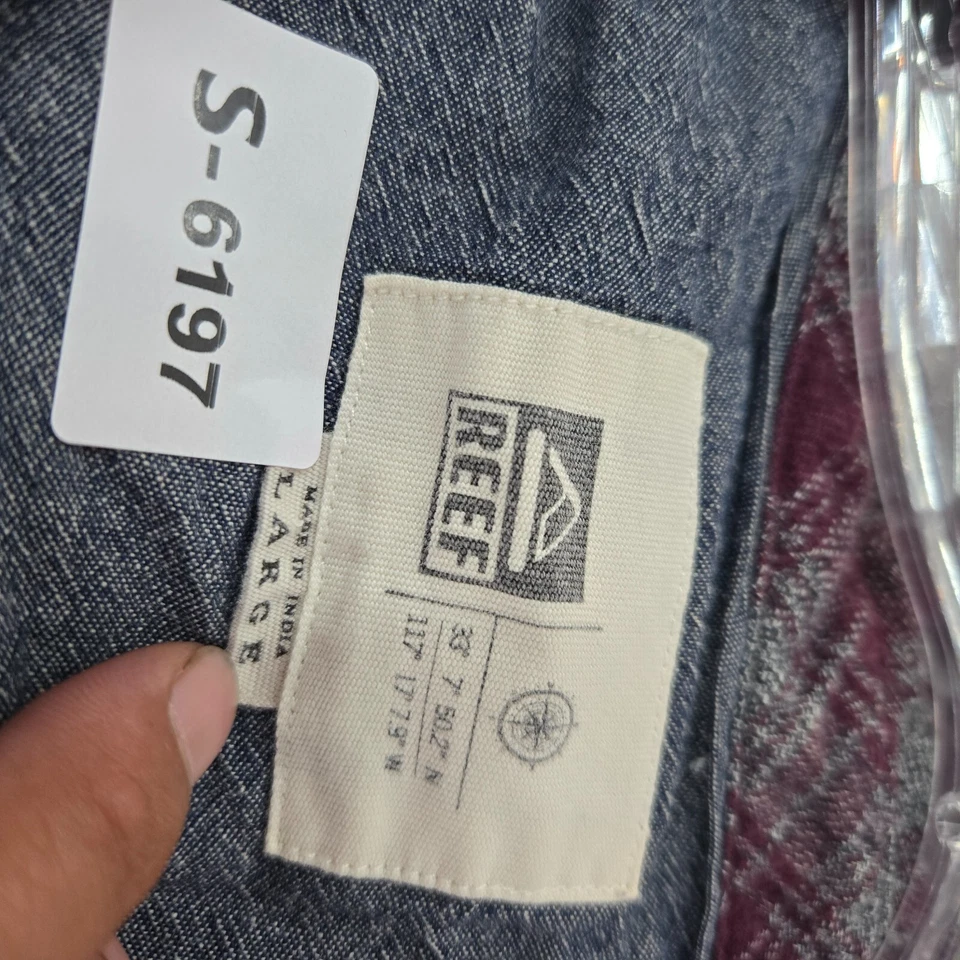 S-6197
REEF
33° 7' 50.2" N
117° 17' 7.9" W
MADE IN INDIA
LARGE